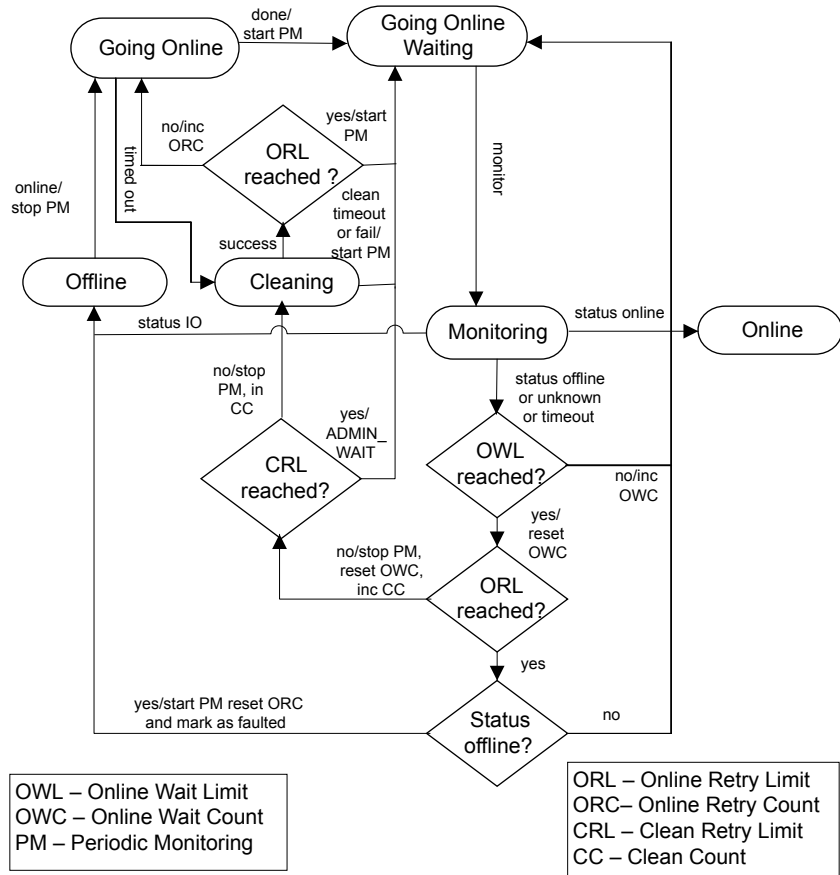 done/
start PM
Going Online
Going Online
Waiting
no/inc
ORC
yes/start
PM
ORL
reached ?
timed out
monitor
online/
stop PM
clean
timeout
or fail/
start PM
success
Offline
Cleaning
status IO
Monitoring
status online
Online
no/stop
PM, in
CC
status offline
or unknown
or timeout
yes/
ADMIN_
WAIT
CRL
reached?
OWL
reached?
no/inc
OWC
yes/
reset
OWC
no/stop PM,
reset OWC,
inc CC
ORL
reached?
yes
yes/start PM reset ORC
and mark as faulted
Status
offline?
no
OWL – Online Wait Limit
OWC – Online Wait Count
PM – Periodic Monitoring
ORL – Online Retry Limit
ORC– Online Retry Count
CRL – Clean Retry Limit
CC – Clean Count